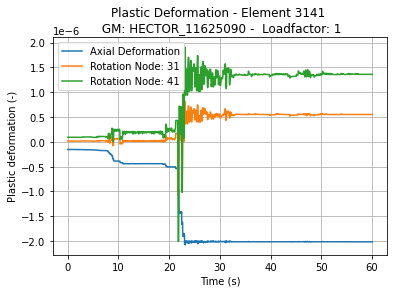 Plastic Deformation - Element 3141
GM: HECTOR_11625090 - Loadfactor: 1
1e−6
Axial Deformation
Rotation Node: 31
Rotation Node: 41
Plastic deformation (-)
2.0
1.5
1.0
0.5
0.0
−0.5
−1.0
−1.5
−2.0
0 10 20 30 40 50 60
Time (s)